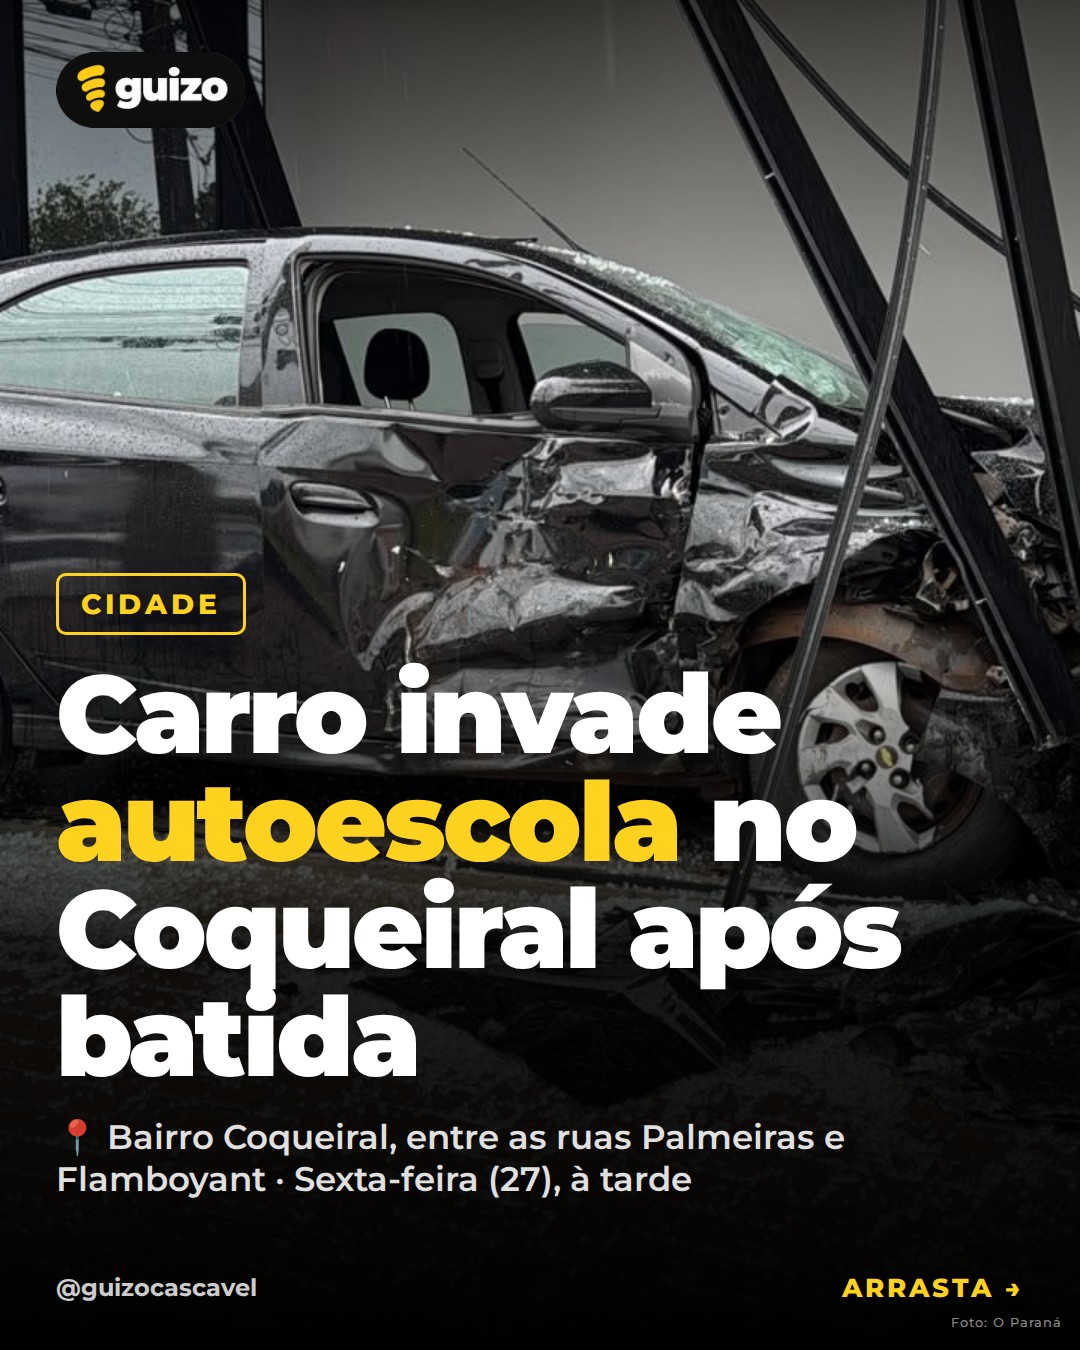 guizo
CIDADE
Carro invade
autoescola no
Coqueiral após
batida
📍 Bairro Coqueiral, entre as ruas Palmeiras e
Flamboyant · Sexta-feira (27), à tarde
@guizocascavel
ARRASTA →
Foto: O Paraná